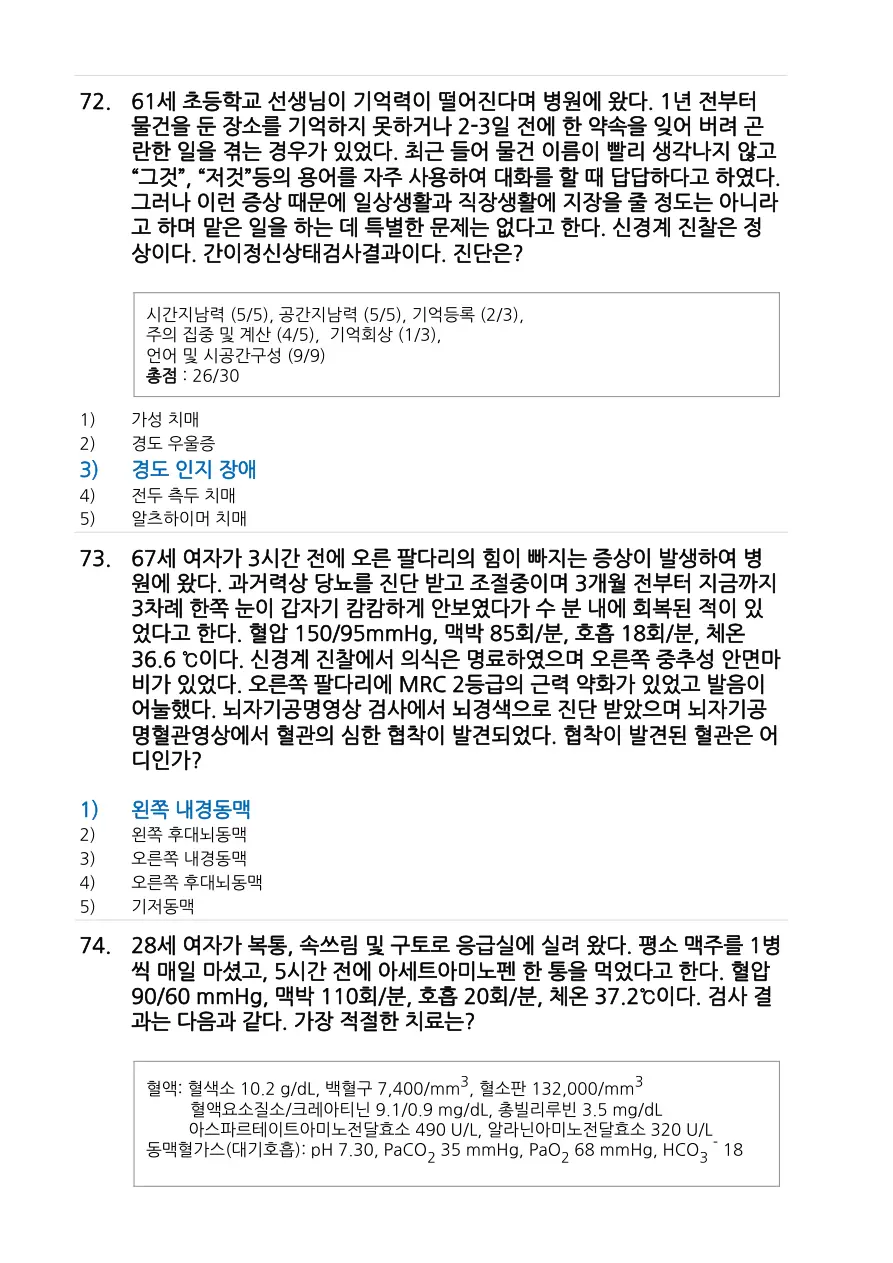 72. 61세 초등학교 선생님이 기억력이 떨어진다며 병원에 왔다. 1년 전부터
물건을 둔 장소를 기억하지 못하거나 2-3일 전에 한 약속을 잊어 버려 곤
란한 일을 겪는 경우가 있었다. 최근 들어 물건 이름이 빨리 생각나지 않고
“그것”, “저것”등의 용어를 자주 사용하여 대화를 할 때 답답하다고 하였다.
그러나 이런 증상 때문에 일상생활과 직장생활에 지장을 줄 정도는 아니라
고 하며 맡은 일을 하는 데 특별한 문제는 없다고 한다. 신경계 진찰은 정
상이다. 간이정신상태검사결과이다. 진단은?
시간지남력 (5/5), 공간지남력 (5/5), 기억등록 (2/3),
주의 집중 및 계산 (4/5), 기억회상 (1/3),
언어 및 시공간구성 (9/9)
총점 : 26/30
1) 가성 치매
2) 경도 우울증
3) 경도 인지 장애
4) 전두 측두 치매
5) 알츠하이머 치매
73. 67세 여자가 3시간 전에 오른 팔다리의 힘이 빠지는 증상이 발생하여 병
원에 왔다. 과거력상 당뇨를 진단 받고 조절중이며 3개월 전부터 지금까지
3차례 한쪽 눈이 갑자기 캄캄하게 안보였다가 수 분 내에 회복된 적이 있
었다고 한다. 혈압 150/95mmHg, 맥박 85회/분, 호흡 18회/분, 체온
36.6 ℃이다. 신경계 진찰에서 의식은 명료하였으며 오른쪽 중추성 안면마
비가 있었다. 오른쪽 팔다리에 MRC 2등급의 근력 약화가 있었고 발음이
어눌했다. 뇌자기공명영상 검사에서 뇌경색으로 진단 받았으며 뇌자기공
명혈관영상에서 혈관의 심한 협착이 발견되었다. 협착이 발견된 혈관은 어
디인가?
1) 왼쪽 내경동맥
2) 왼쪽 후대뇌동맥
3) 오른쪽 내경동맥
4) 오른쪽 후대뇌동맥
5) 기저동맥
74. 28세 여자가 복통, 속쓰림 및 구토로 응급실에 실려 왔다. 평소 맥주를 1병
씩 매일 마셨고, 5시간 전에 아세트아미노펜 한 통을 먹었다고 한다. 혈압
90/60 mmHg, 맥박 110회/분, 호흡 20회/분, 체온 37.2℃이다. 검사 결
과는 다음과 같다. 가장 적절한 치료는?
혈액: 혈색소 10.2 g/dL, 백혈구 7,400/mm³, 혈소판 132,000/mm³
혈액요소질소/크레아티닌 9.1/0.9 mg/dL, 총빌리루빈 3.5 mg/dL
아스파르테이트아미노전달효소 490 U/L, 알라닌아미노전달효소 320 U/L
동맥혈가스(대기호흡): pH 7.30, PaCO₂ 35 mmHg, PaO₂ 68 mmHg, HCO₃⁻ 18